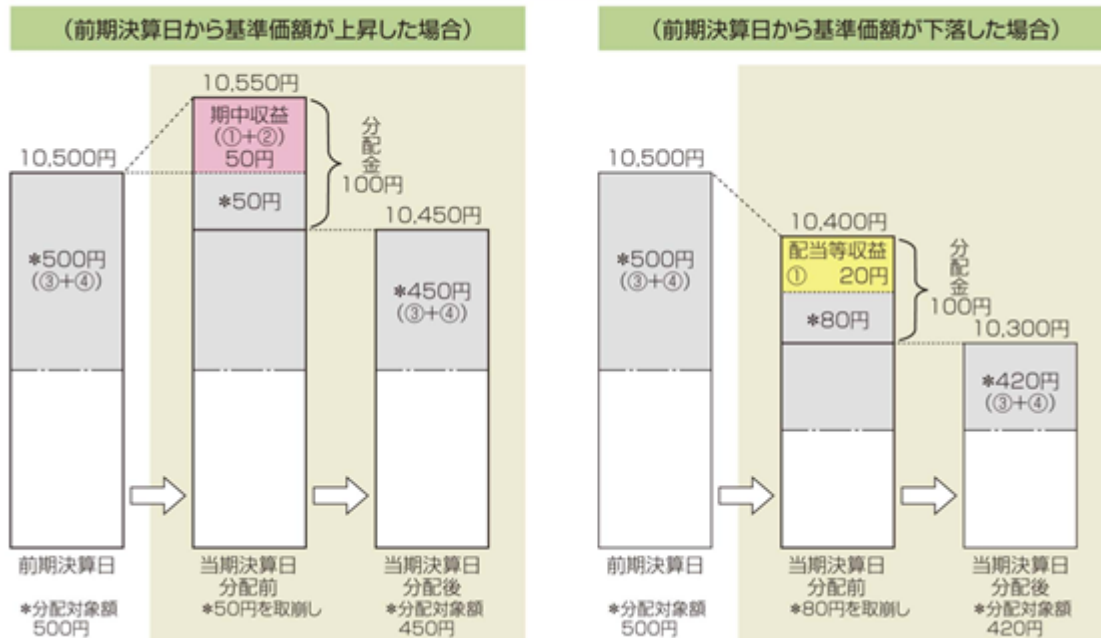 (前期決算日から基準価額が上昇した場合)
10,550円
期中収益
(①+②)
50円
*50円
分配金
100円
10,500円
*500円
(③+④)
10,450円
*450円
(③+④)
前期決算日
*分配対象額
500円
当期決算日
分配前
*50円を取崩し
当期決算日
分配後
*分配対象額
450円
(前期決算日から基準価額が下落した場合)
10,500円
*500円
(③+④)
10,400円
配当等収益
① 20円
*80円
分配金
100円
10,300円
*420円
(③+④)
前期決算日
*分配対象額
500円
当期決算日
分配前
*80円を取崩し
当期決算日
分配後
*分配対象額
420円